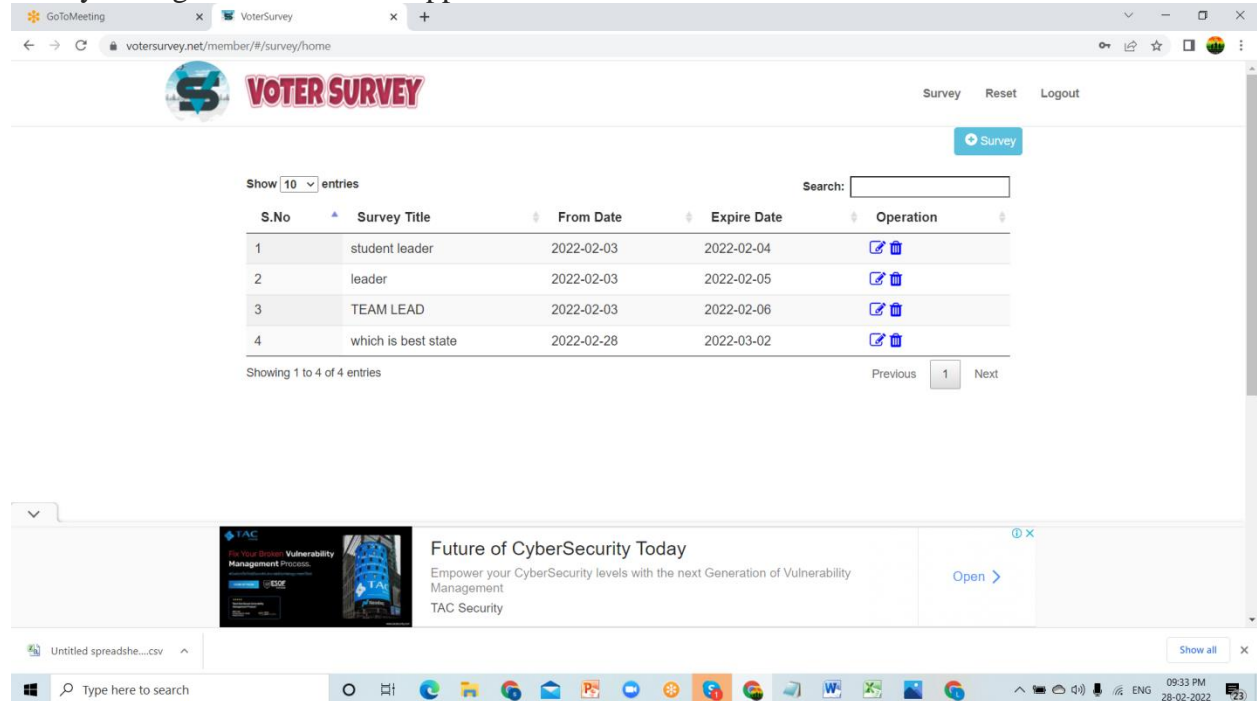 GoToMeeting
VoterSurvey
votersurvey.net/member/#/survey/home
VOTER SURVEY
Survey Reset Logout
Survey
Show 10 entries
Search:
S.No Survey Title From Date Expire Date Operation
1 student leader 2022-02-03 2022-02-04
2 leader 2022-02-03 2022-02-05
3 TEAM LEAD 2022-02-03 2022-02-06
4 which is best state 2022-02-28 2022-03-02
Showing 1 to 4 of 4 entries
Previous 1 Next
TAC
Fix Your Broken Vulnerability
Management Process.
ESOF
TAC
Future of CyberSecurity Today
Empower your CyberSecurity levels with the next Generation of Vulnerability
Management
TAC Security
Open
Untitled spreadshe....csv
Show all
Type here to search
ENG
09:33 PM
28-02-2022
23